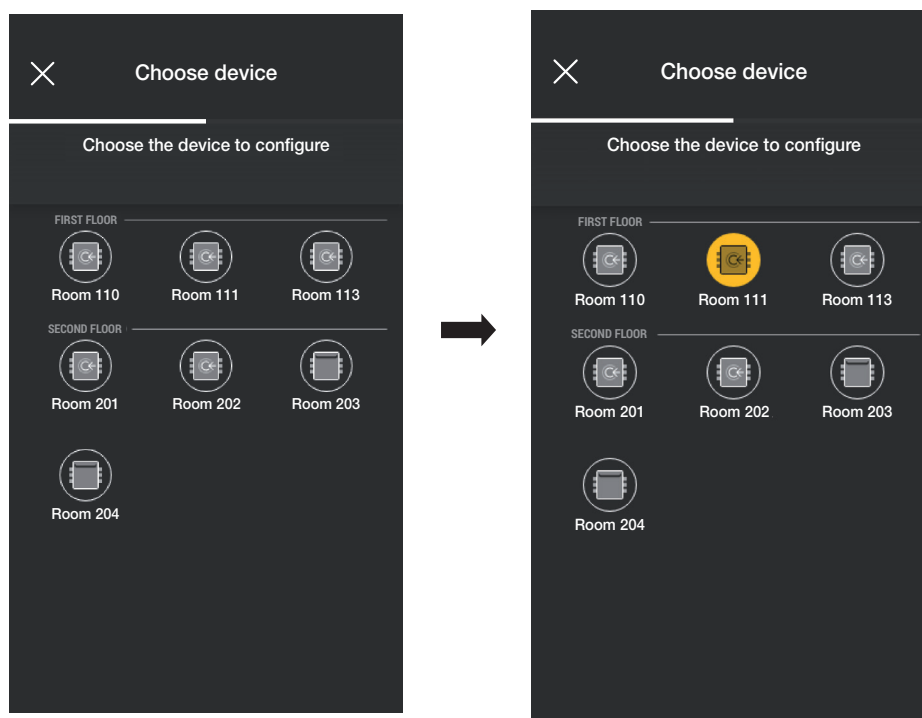 Choose device
Choose the device to configure
FIRST FLOOR
Room 110 Room 111 Room 113
SECOND FLOOR
Room 201 Room 202 Room 203
Room 204
Choose device
Choose the device to configure
FIRST FLOOR
Room 110 Room 111 Room 113
SECOND FLOOR
Room 201 Room 202 Room 203
Room 204